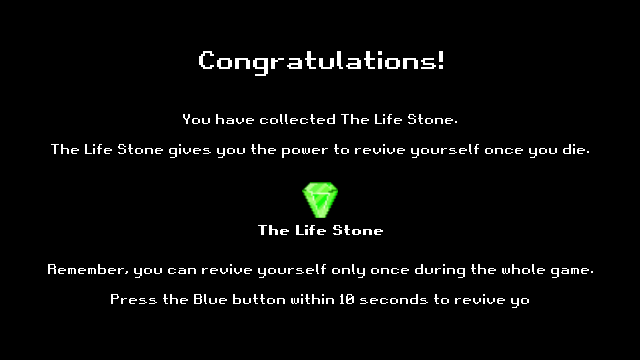 Congratulations!
You have collected The Life Stone.
The Life Stone gives you the power to revive yourself once you die.
The Life Stone
Remember, you can revive yourself only once during the whole game.
Press the Blue button within 10 seconds to revive yo